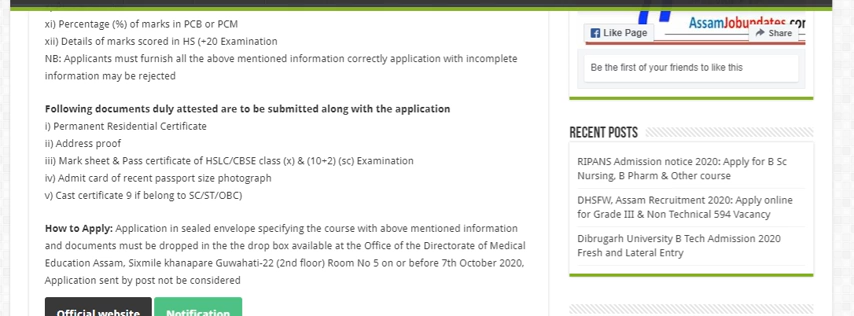 xi) Percentage (%) of marks in PCB or PCM
xii) Details of marks scored in HS (+20 Examination
NB: Applicants must furnish all the above mentioned information correctly application with incomplete
information may be rejected
Following documents duly attested are to be submitted along with the application
i) Permanent Residential Certificate
ii) Address proof
iii) Mark sheet & Pass certificate of HSLC/CBSE class (x) & (10+2) (sc) Examination
iv) Admit card of recent passport size photograph
v) Cast certificate 9 if belong to SC/ST/OBC)
How to Apply: Application in sealed envelope specifying the course with above mentioned information
and documents must be dropped in the the drop box available at the Office of the Directorate of Medical
Education Assam, Sixmile khanapare Guwahati-22 (2nd floor) Room No 5 on or before 7th October 2020,
Application sent by post not be considered
Official website
Notification
AssamJobupdates.com
Like Page
Share
Be the first of your friends to like this
RECENT POSTS
RIPANS Admission notice 2020: Apply for B Sc
Nursing, B Pharm & Other course
DHSFW, Assam Recruitment 2020: Apply online
for Grade III & Non Technical 594 Vacancy
Dibrugarh University B Tech Admission 2020
Fresh and Lateral Entry